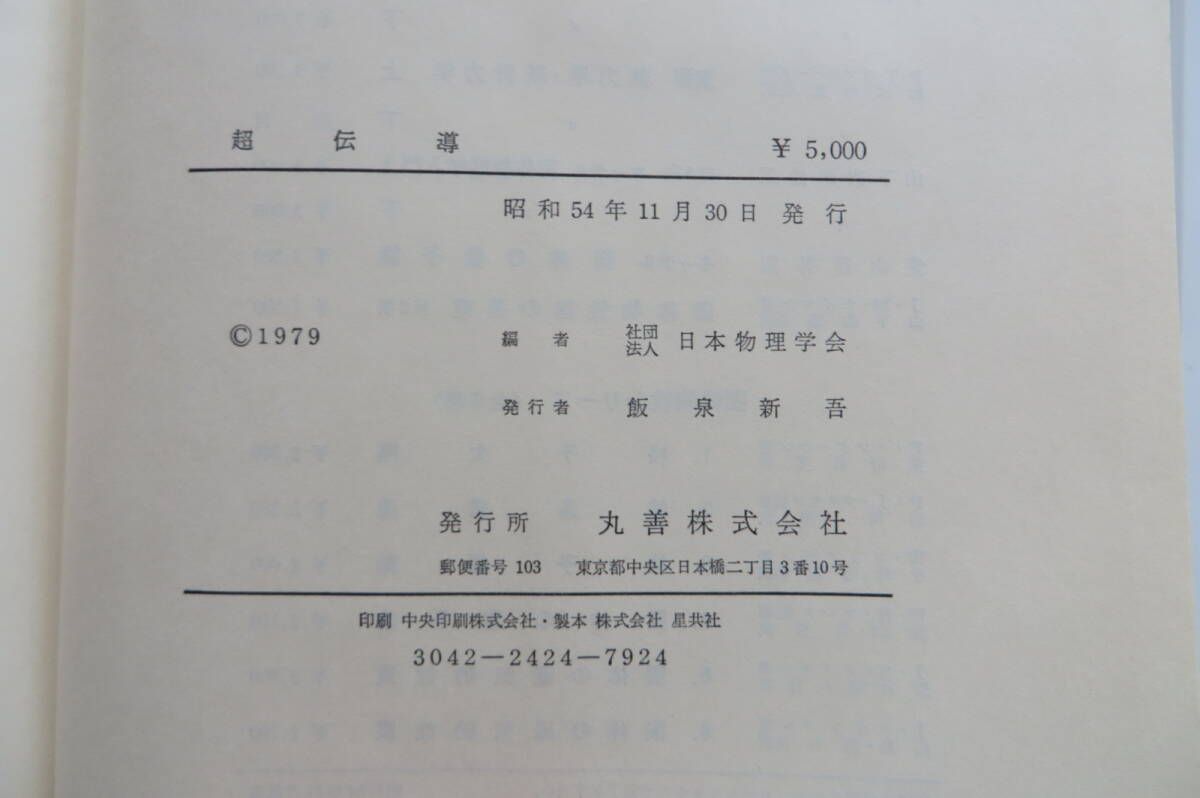 超伝導 ¥ 5,000
昭和54年11月30日 発行
©1979 編者 社団法人 日本物理学会
発行者 飯泉新吾
発行所 丸善株式会社
郵便番号 103 東京都中央区日本橋二丁目3番10号
印刷 中央印刷株式会社・製本 株式会社 星共社
3042—2424—7924